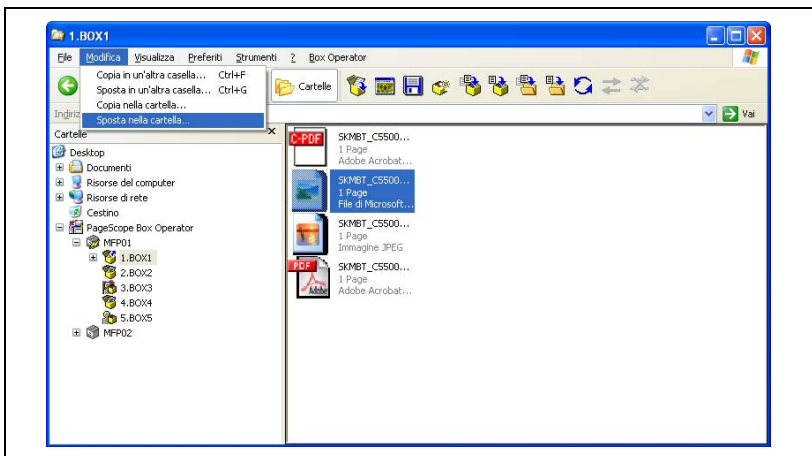 1.BOX1
File Modifica Visualizza Preferiti Strumenti ? Box Operator
Copia in un'altra casella... Ctrl+F
Sposta in un'altra casella... Ctrl+G
Copia nella cartella...
Sposta nella cartella...
Cartelle
Indiriz
Vai
Cartelle
Desktop
Documenti
Risorse del computer
Risorse di rete
Cestino
PageScope Box Operator
MFP01
1.BOX1
2.BOX2
3.BOX3
4.BOX4
5.BOX5
MFP02
C-PDF
SKMBT_C5500...
1 Page
Adobe Acrobat...
SKMBT_C5500...
1 Page
File di Microsoft...
SKMBT_C5500...
1 Page
Immagine JPEG
PDF
Adobe
SKMBT_C5500...
1 Page
Adobe Acrobat...